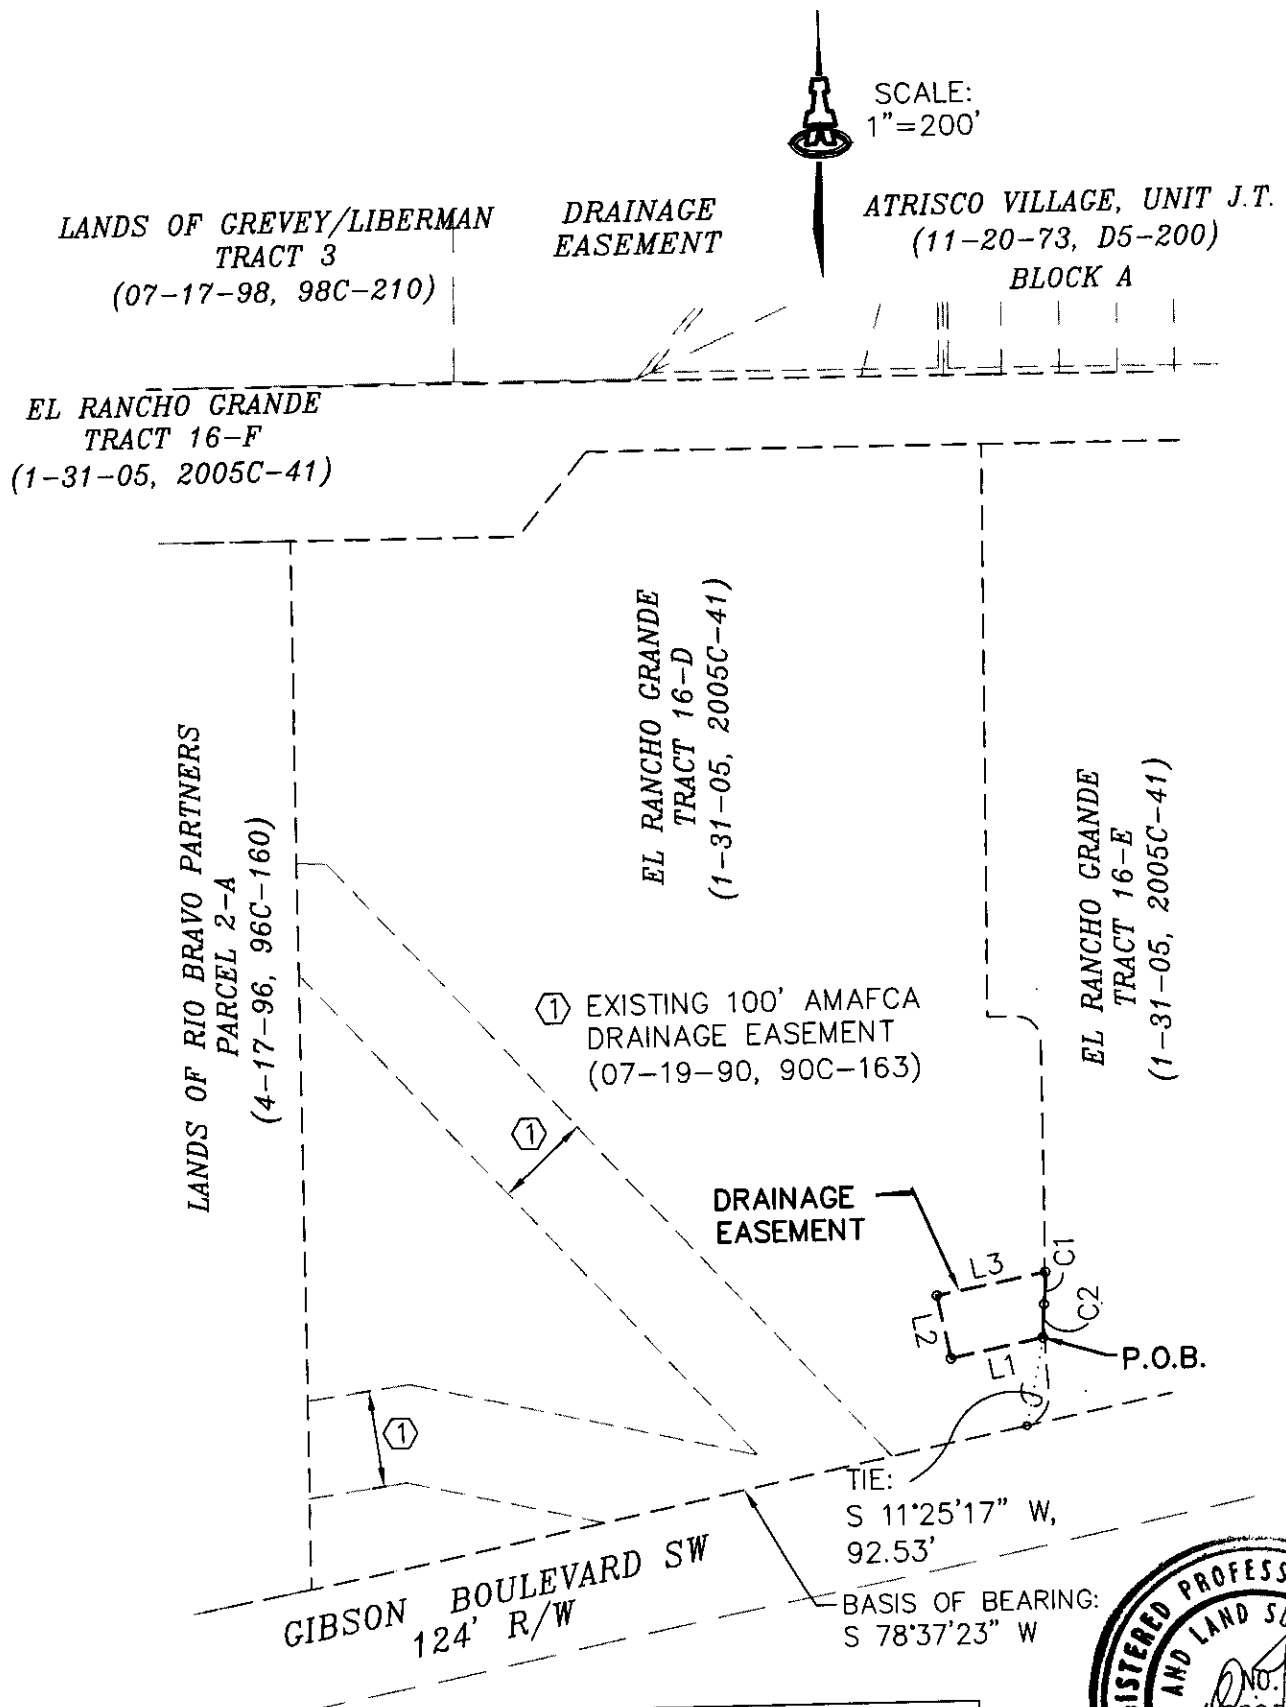 SCALE:
1"=200'
LANDS OF GREVEY/LIBERMAN
TRACT 3
(07-17-98, 98C-210)
DRAINAGE
EASEMENT
ATRISCO VILLAGE, UNIT J.T.
(11-20-73, D5-200)
BLOCK A
EL RANCHO GRANDE
TRACT 16-F
(1-31-05, 2005C-41)
EL RANCHO GRANDE
TRACT 16-D
(1-31-05, 2005C-41)
LANDS OF RIO BRAVO PARTNERS
PARCEL 2-A
(4-17-96, 96C-160)
EL RANCHO GRANDE
TRACT 16-E
(1-31-05, 2005C-41)
1 EXISTING 100' AMAFCA
DRAINAGE EASEMENT
(07-19-90, 90C-163)
1
DRAINAGE
EASEMENT
L3
C1
L2
C2
L1
P.O.B.
1
TIE:
S 11°25'17" W,
92.53'
BASIS OF BEARING:
S 78°37'23" W
GIBSON BOULEVARD SW
124' R/W
ISTERED PROFESS
AND LAND SU
NO.